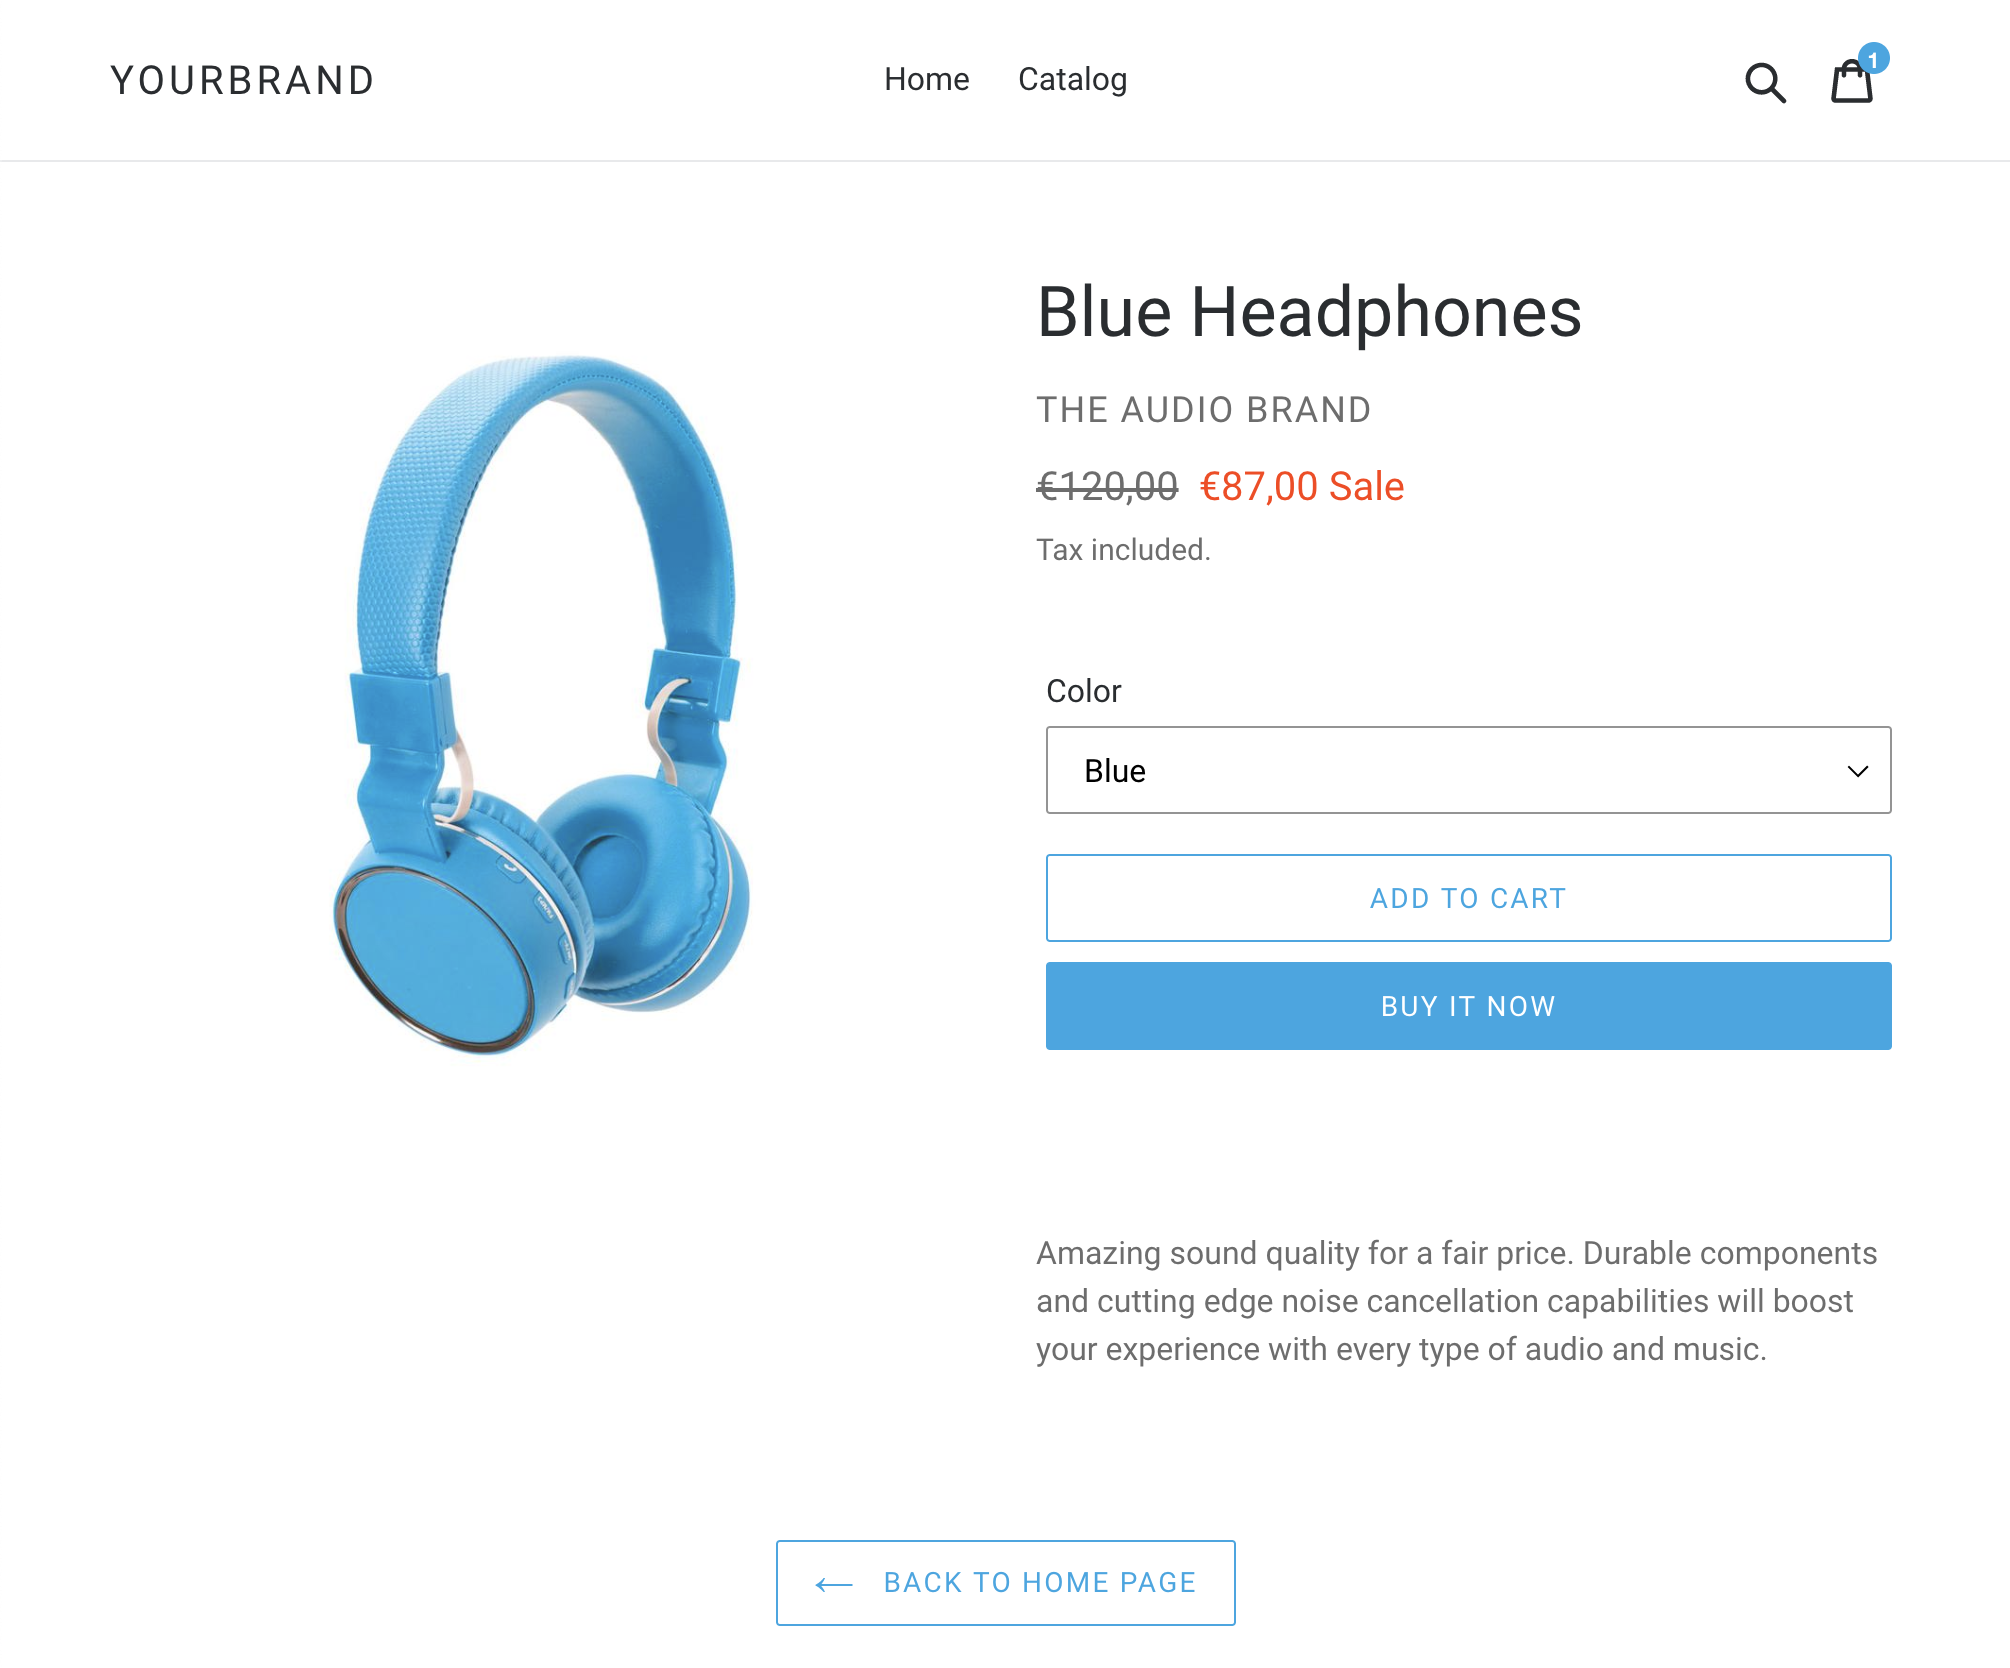 YOURBRAND
Home Catalog
1
Blue Headphones
THE AUDIO BRAND
€120,00 €87,00 Sale
Tax included.
Color
Blue
ADD TO CART
BUY IT NOW
Amazing sound quality for a fair price. Durable components
and cutting edge noise cancellation capabilities will boost
your experience with every type of audio and music.
BACK TO HOME PAGE